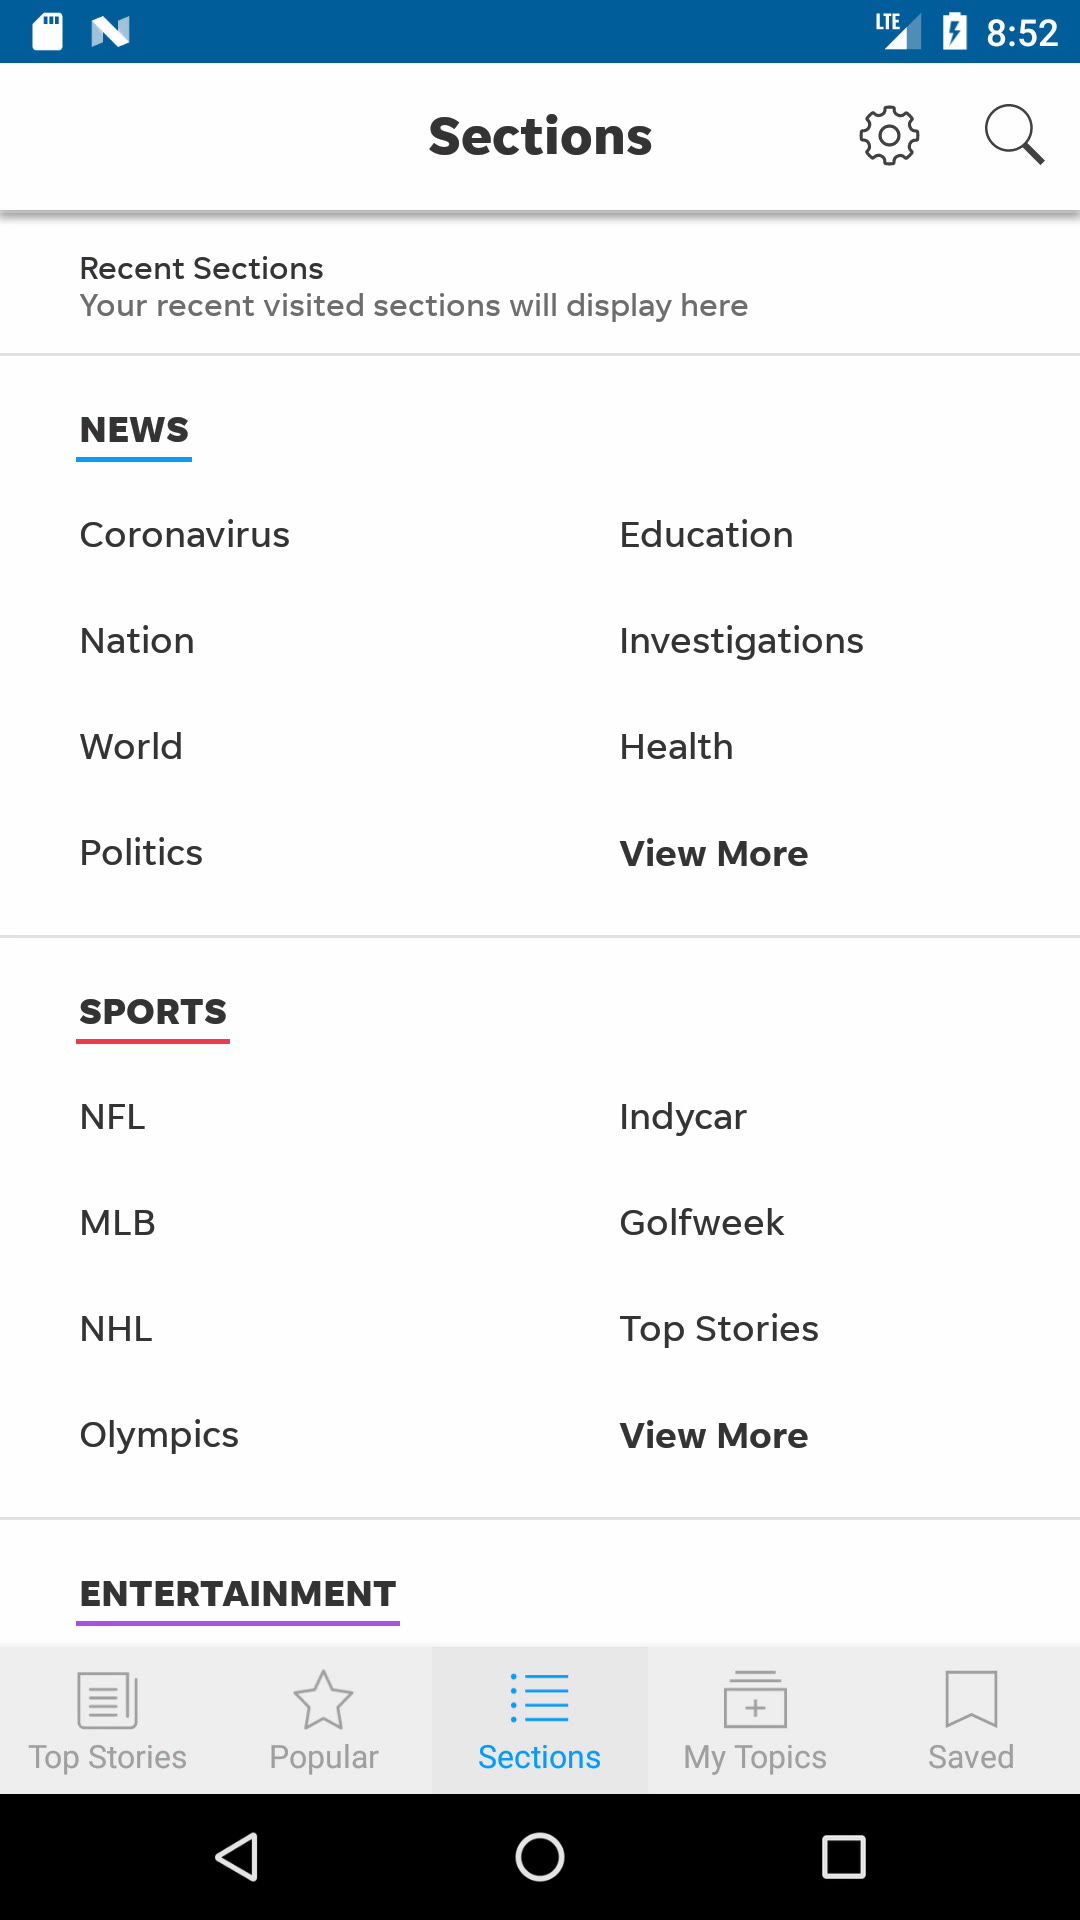 LTE 8:52
Sections
Recent Sections
Your recent visited sections will display here
NEWS
Coronavirus Education
Nation Investigations
World Health
Politics View More
SPORTS
NFL Indycar
MLB Golfweek
NHL Top Stories
Olympics View More
ENTERTAINMENT
Top Stories Popular Sections My Topics Saved